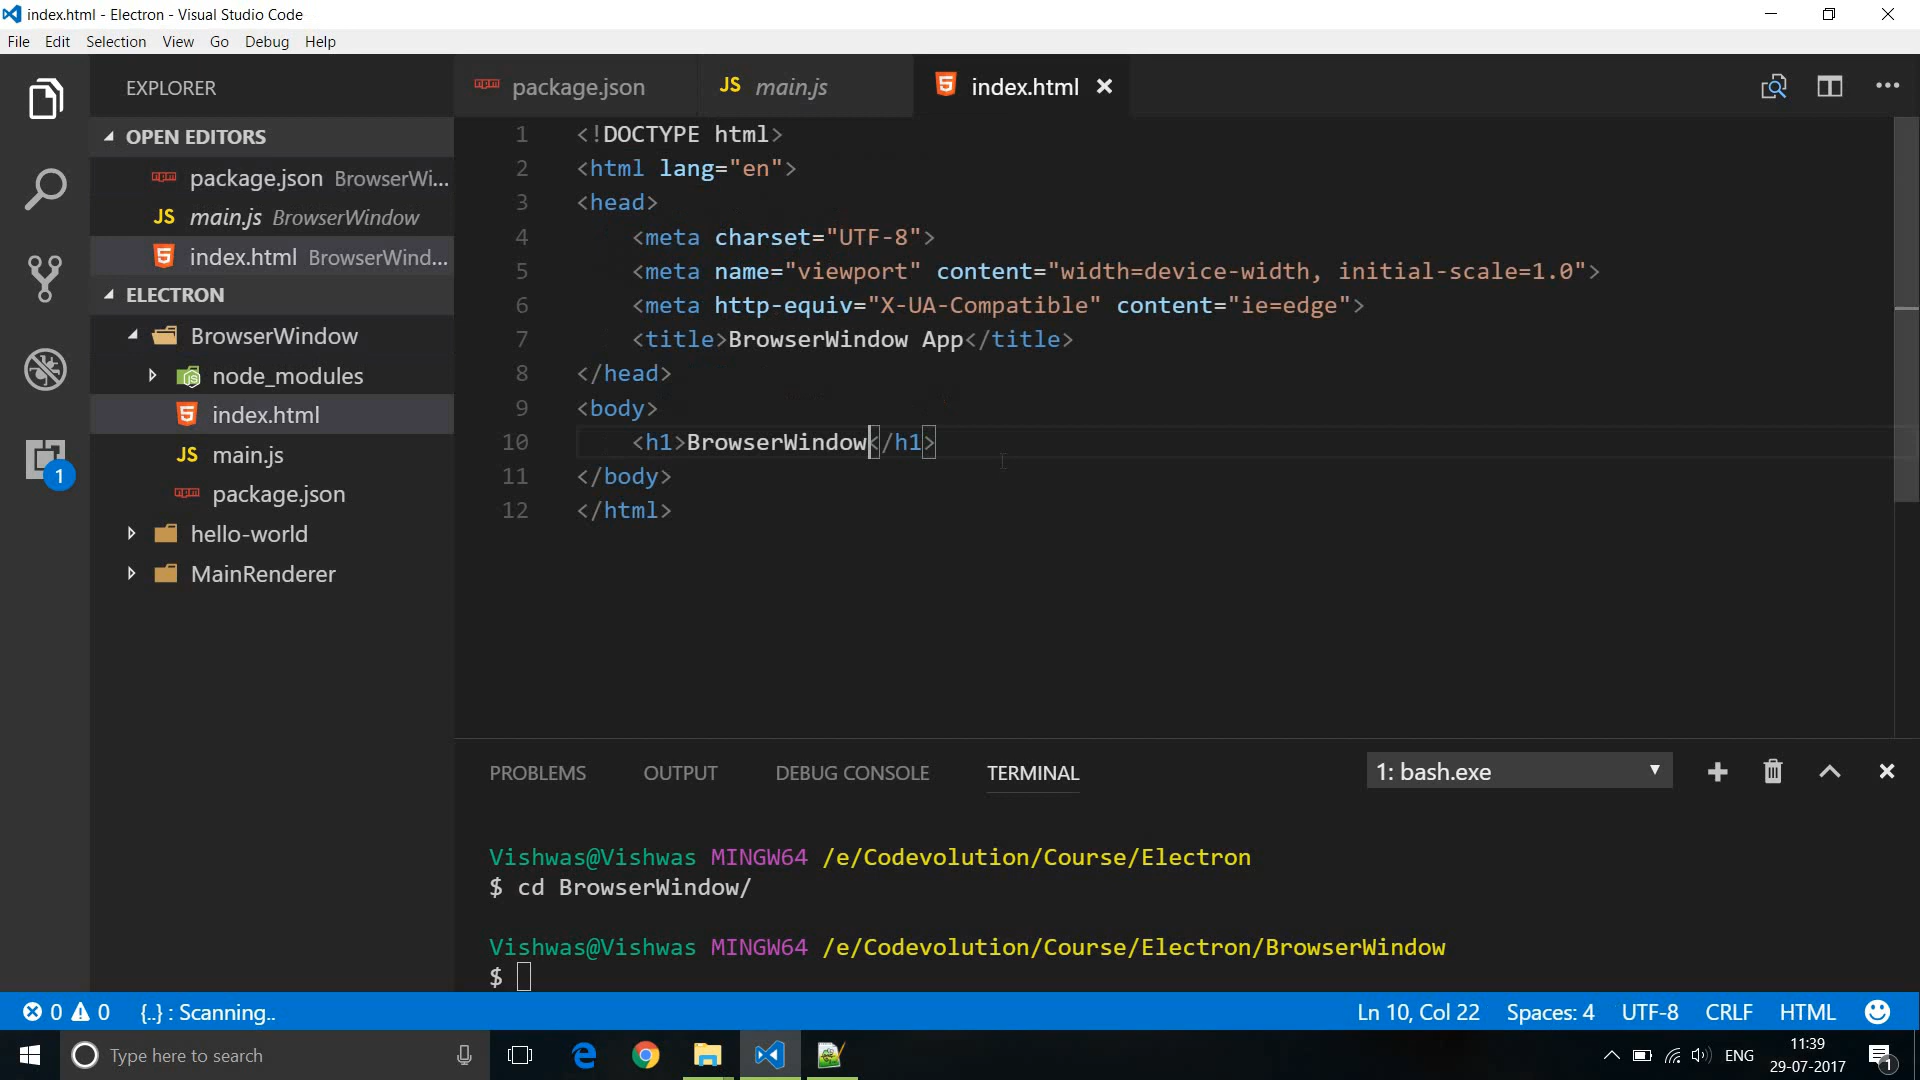 index.html - Electron - Visual Studio Code
File Edit Selection View Go Debug Help
EXPLORER
OPEN EDITORS
package.json BrowserWi...
JS main.js BrowserWindow
index.html BrowserWind...
ELECTRON
BrowserWindow
node_modules
index.html
JS main.js
package.json
hello-world
MainRenderer
1
package.json JS main.js index.html
1 <!DOCTYPE html>
2 <html lang="en">
3 <head>
4 <meta charset="UTF-8">
5 <meta name="viewport" content="width=device-width, initial-scale=1.0">
6 <meta http-equiv="X-UA-Compatible" content="ie=edge">
7 <title>BrowserWindow App</title>
8 </head>
9 <body>
10 <h1>BrowserWindow</h1>
11 </body>
12 </html>
PROBLEMS OUTPUT DEBUG CONSOLE TERMINAL 1: bash.exe
Vishwas@Vishwas MINGW64 /e/Codevolution/Course/Electron
$ cd BrowserWindow/
Vishwas@Vishwas MINGW64 /e/Codevolution/Course/Electron/BrowserWindow
$
0 0 {..} : Scanning.. Ln 10, Col 22 Spaces: 4 UTF-8 CRLF HTML
Type here to search ENG 11:39
29-07-2017 1